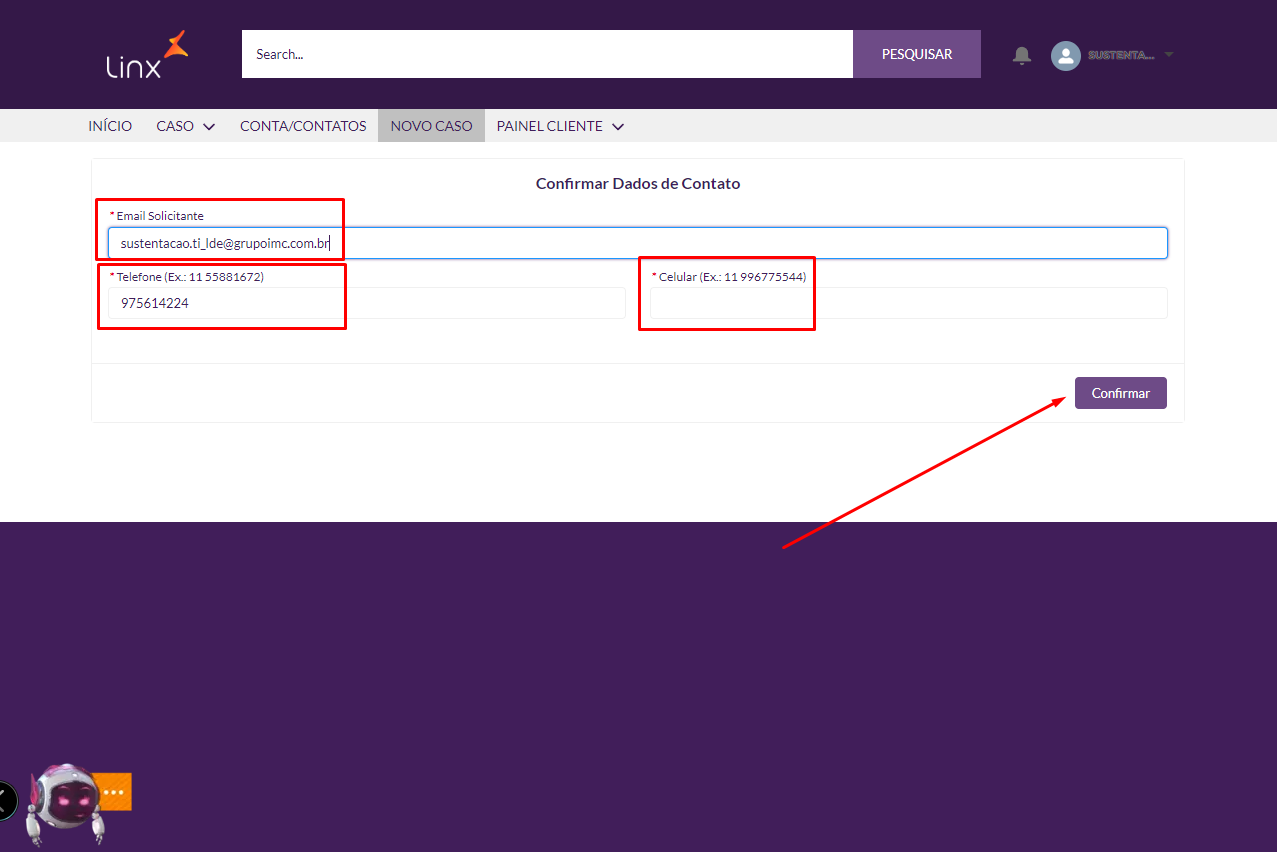 Linx
Search...
PESQUISAR
SUSTENTA...
INÍCIO CASO CONTA/CONTATOS NOVO CASO PAINEL CLIENTE
Confirmar Dados de Contato
* Email Solicitante
sustentacao.ti_lde@grupoimc.com.br
* Telefone (Ex.: 11 55881672)
975614224
* Celular (Ex.: 11 996775544)
Confirmar